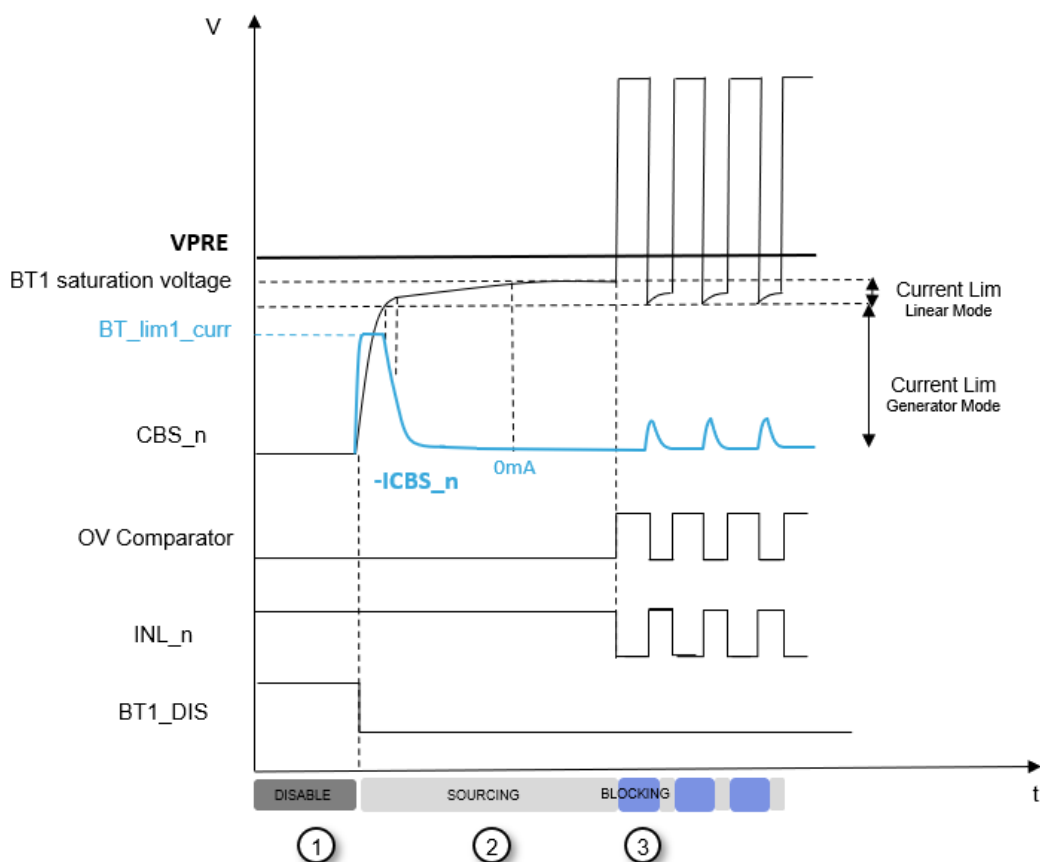 V
VPRE
BT1 saturation voltage
Current Lim
Linear Mode
BT_lim1_curr
Current Lim
Generator Mode
CBS_n
0mA
-ICBS_n
OV Comparator
INL_n
BT1_DIS
DISABLE
SOURCING
BLOCKING
t
1
2
3